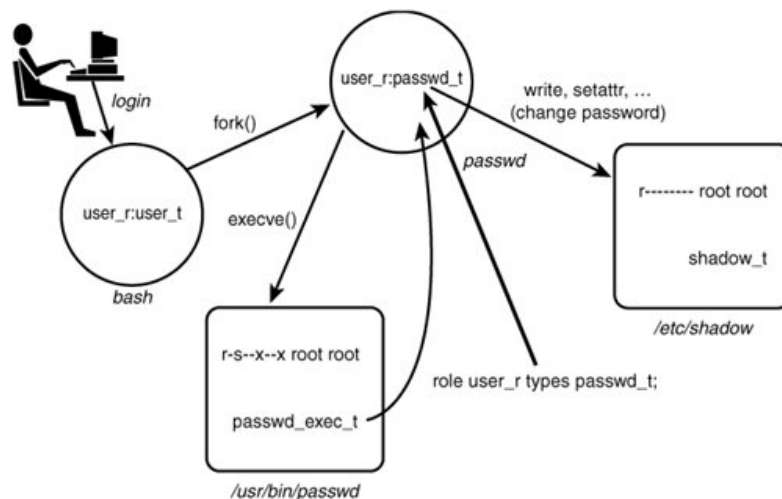 login
fork()
user_r:passwd_t
write, setattr, …
(change password)
passwd
user_r:user_t
bash
execve()
r-------- root root
shadow_t
/etc/shadow
r-s--x--x root root
passwd_exec_t
/usr/bin/passwd
role user_r types passwd_t;